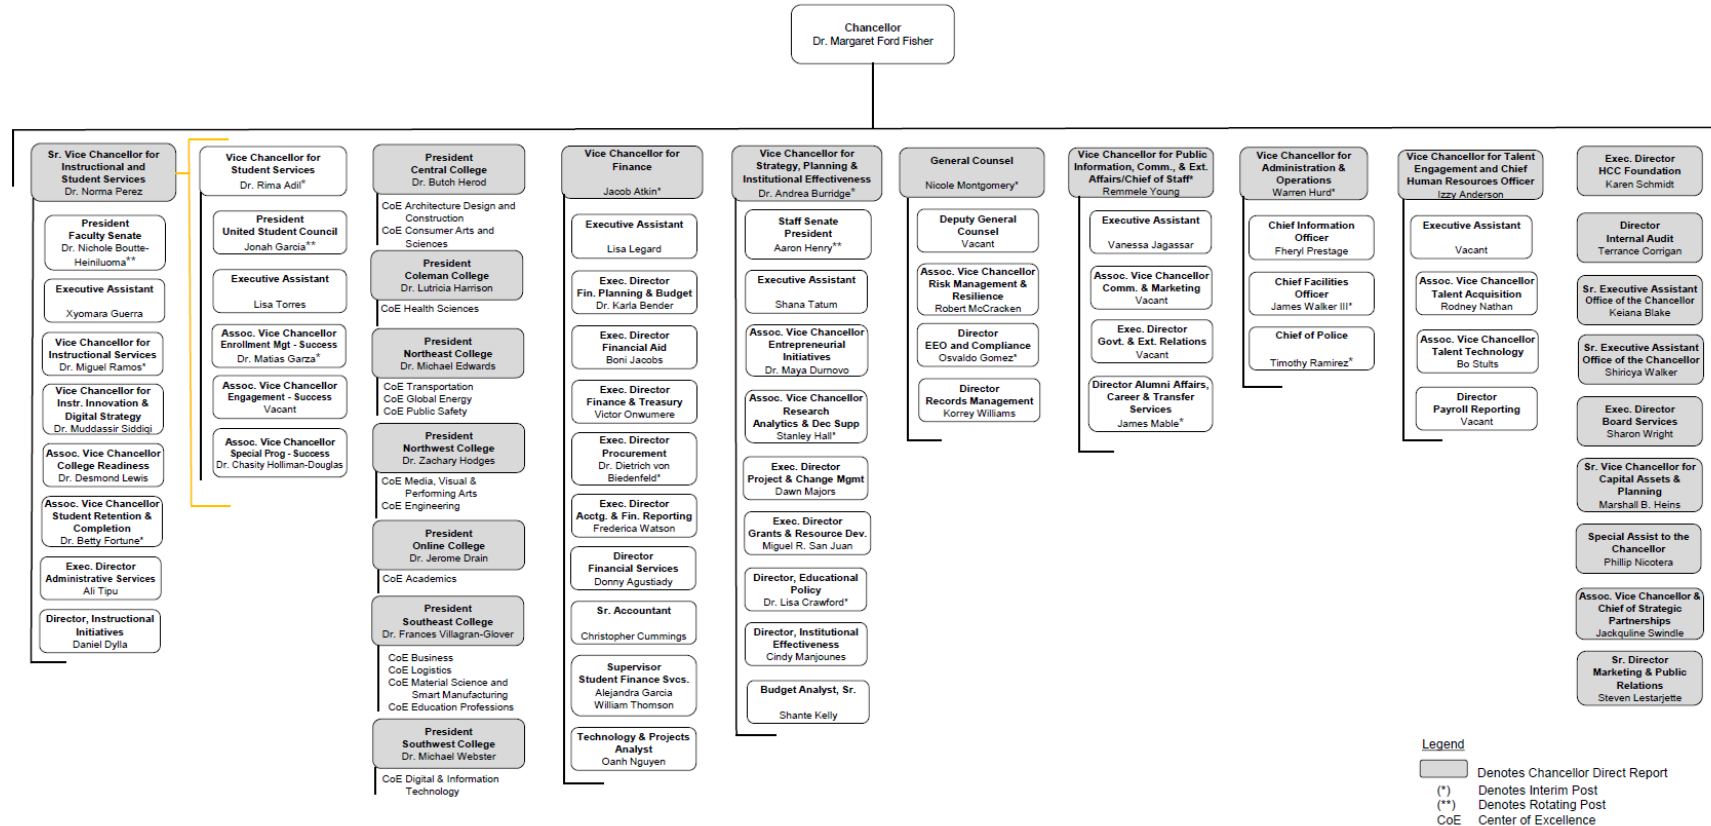 Chancellor
Dr. Margaret Ford Fisher
Sr. Vice Chancellor for
Instructional and
Student Services
Dr. Norma Perez
President
Faculty Senate
Dr. Nichole Boutte-
Heiniluoma**
Executive Assistant
Xyomara Guerra
Vice Chancellor for
Instructional Services
Dr. Miguel Ramos*
Vice Chancellor for
Instr. Innovation &
Digital Strategy
Dr. Muddassir Siddiqi
Assoc. Vice Chancellor
College Readiness
Dr. Desmond Lewis
Assoc. Vice Chancellor
Student Retention &
Completion
Dr. Betty Fortune*
Exec. Director
Administrative Services
Ali Tipu
Director, Instructional
Initiatives
Daniel Dylla
Vice Chancellor for
Student Services
Dr. Rima Adil*
President
United Student Council
Jonah Garcia**
Executive Assistant
Lisa Torres
Assoc. Vice Chancellor
Enrollment Mgt - Success
Dr. Matias Garza*
Assoc. Vice Chancellor
Engagement - Success
Vacant
Assoc. Vice Chancellor
Special Prog - Success
Dr. Chasity Holliman-Douglas
President
Central College
Dr. Butch Herod
CoE Architecture Design and
Construction
CoE Consumer Arts and
Sciences
President
Coleman College
Dr. Lutricia Harrison
CoE Health Sciences
President
Northeast College
Dr. Michael Edwards
CoE Transportation
CoE Global Energy
CoE Public Safety
President
Northwest College
Dr. Zachary Hodges
CoE Media, Visual &
Performing Arts
CoE Engineering
President
Online College
Dr. Jerome Drain
CoE Academics
President
Southeast College
Dr. Frances Villagran-Glover
CoE Business
CoE Logistics
CoE Material Science and
Smart Manufacturing
CoE Education Professions
President
Southwest College
Dr. Michael Webster
CoE Digital & Information
Technology
Vice Chancellor for
Finance
Jacob Atkin*
Executive Assistant
Lisa Legard
Exec. Director
Fin. Planning & Budget
Dr. Karla Bender
Exec. Director
Financial Aid
Boni Jacobs
Exec. Director
Finance & Treasury
Victor Onwumere
Exec. Director
Procurement
Dr. Dietrich von
Biedenfeld*
Exec. Director
Acctg. & Fin. Reporting
Frederica Watson
Director
Financial Services
Donny Agustiady
Sr. Accountant
Christopher Cummings
Supervisor
Student Finance Svcs.
Alejandra Garcia
William Thomson
Technology & Projects
Analyst
Oanh Nguyen
Vice Chancellor for
Strategy, Planning &
Institutional Effectiveness
Dr. Andrea Burridge*
Staff Senate
President
Aaron Henry**
Executive Assistant
Shana Tatum
Assoc. Vice Chancellor
Entrepreneurial
Initiatives
Dr. Maya Durnovo
Assoc. Vice Chancellor
Research
Analytics & Dec Supp
Stanley Hall*
Exec. Director
Project & Change Mgmt
Dawn Majors
Exec. Director
Grants & Resource Dev.
Miguel R. San Juan
Director, Educational
Policy
Dr. Lisa Crawford*
Director, Institutional
Effectiveness
Cindy Manjounes
Budget Analyst, Sr.
Shante Kelly
General Counsel
Nicole Montgomery*
Deputy General
Counsel
Vacant
Assoc. Vice Chancellor
Risk Management &
Resilience
Robert McCracken
Director
EEO and Compliance
Osvaldo Gomez*
Director
Records Management
Korrey Williams
Vice Chancellor for Public
Information, Comm., & Ext.
Affairs/Chief of Staff*
Remmele Young
Executive Assistant
Vanessa Jagassar
Assoc. Vice Chancellor
Comm. & Marketing
Vacant
Exec. Director
Govt. & Ext. Relations
Vacant
Director Alumni Affairs,
Career & Transfer
Services
James Mable*
Vice Chancellor for
Administration &
Operations
Warren Hurd*
Chief Information
Officer
Fheryl Prestage
Chief Facilities
Officer
James Walker III*
Chief of Police
Timothy Ramirez*
Vice Chancellor for Talent
Engagement and Chief
Human Resources Officer
Izzy Anderson
Executive Assistant
Vacant
Assoc. Vice Chancellor
Talent Acquisition
Rodney Nathan
Assoc. Vice Chancellor
Talent Technology
Bo Stults
Director
Payroll Reporting
Vacant
Exec. Director
HCC Foundation
Karen Schmidt
Director
Internal Audit
Terrance Corrigan
Sr. Executive Assistant
Office of the Chancellor
Keiana Blake
Sr. Executive Assistant
Office of the Chancellor
Shiricya Walker
Exec. Director
Board Services
Sharon Wright
Sr. Vice Chancellor for
Capital Assets &
Planning
Marshall B. Heins
Special Assist to the
Chancellor
Phillip Nicotera
Assoc. Vice Chancellor &
Chief of Strategic
Partnerships
Jackquline Swindle
Sr. Director
Marketing & Public
Relations
Steven Lestarjette
Legend
Denotes Chancellor Direct Report
(*) Denotes Interim Post
(**) Denotes Rotating Post
CoE Center of Excellence